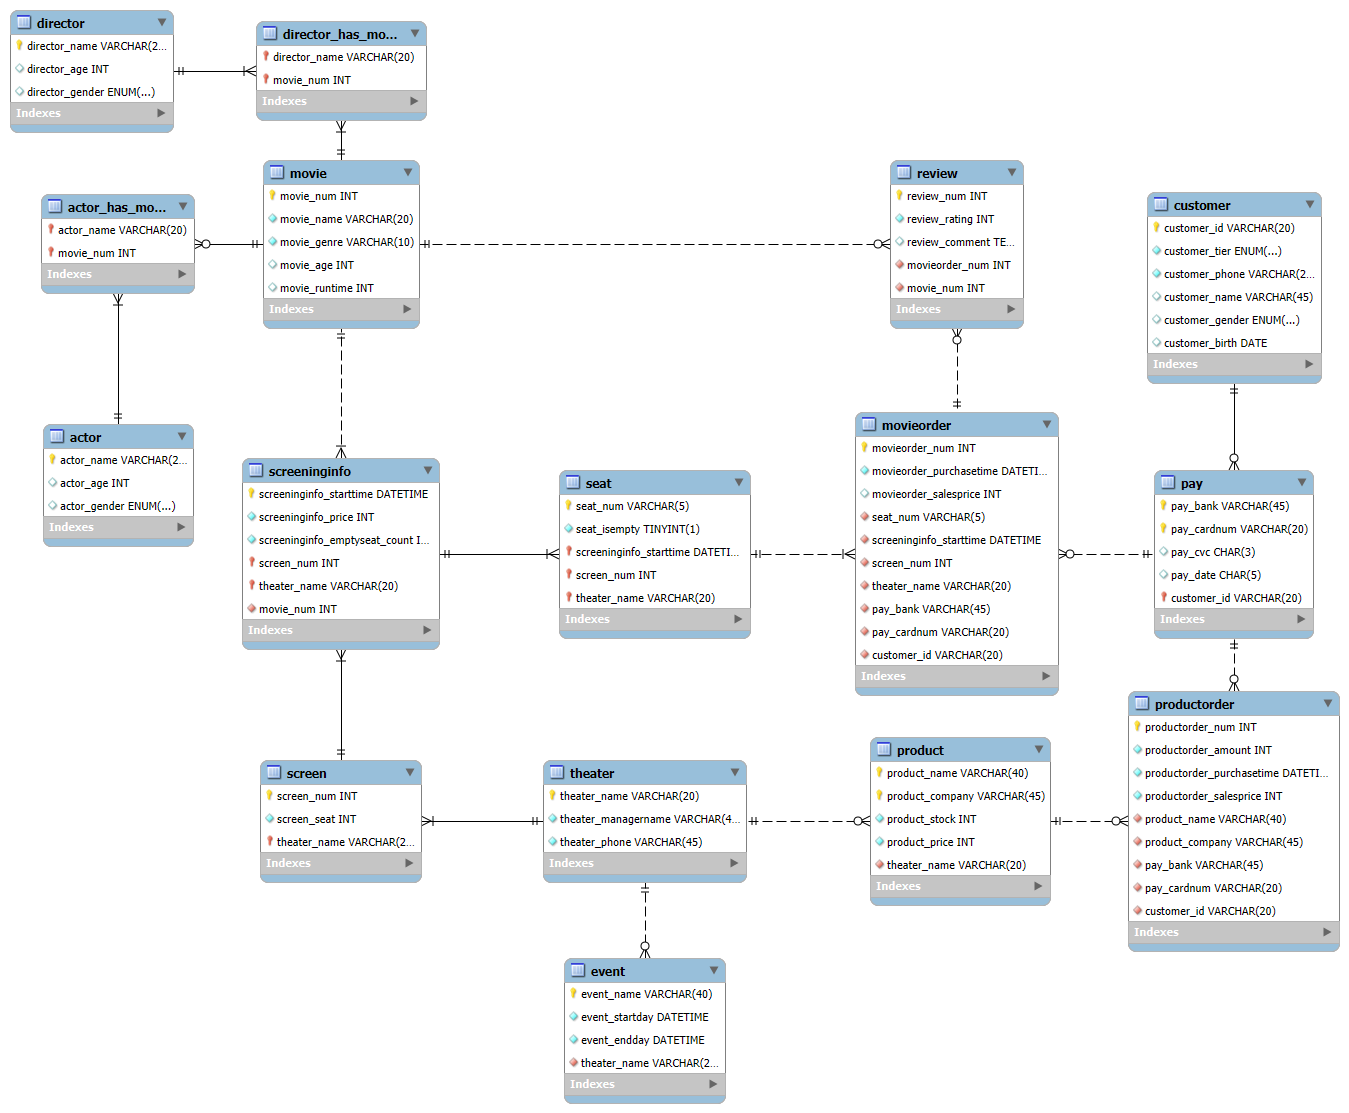 director
director_name VARCHAR(2...
director_age INT
director_gender ENUM(...)
Indexes
director_has_mo...
director_name VARCHAR(20)
movie_num INT
Indexes
movie
movie_num INT
movie_name VARCHAR(20)
movie_genre VARCHAR(10)
movie_age INT
movie_runtime INT
Indexes
review
review_num INT
review_rating INT
review_comment TE...
movieorder_num INT
movie_num INT
Indexes
customer
customer_id VARCHAR(20)
customer_tier ENUM(...)
customer_phone VARCHAR(2...
customer_name VARCHAR(45)
customer_gender ENUM(...)
customer_birth DATE
Indexes
actor_has_mo...
actor_name VARCHAR(20)
movie_num INT
Indexes
actor
actor_name VARCHAR(2...
actor_age INT
actor_gender ENUM(...)
Indexes
screeninginfo
screeninginfo_starttime DATETIME
screeninginfo_price INT
screeninginfo_emptyseat_count I...
screen_num INT
theater_name VARCHAR(20)
movie_num INT
Indexes
seat
seat_num VARCHAR(5)
seat_isempty TINYINT(1)
screeninginfo_starttime DATETI...
screen_num INT
theater_name VARCHAR(20)
Indexes
movieorder
movieorder_num INT
movieorder_purchasetime DATETI...
movieorder_salesprice INT
seat_num VARCHAR(5)
screeninginfo_starttime DATETIME
screen_num INT
theater_name VARCHAR(20)
pay_bank VARCHAR(45)
pay_cardnum VARCHAR(20)
customer_id VARCHAR(20)
Indexes
pay
pay_bank VARCHAR(45)
pay_cardnum VARCHAR(20)
pay_cvc CHAR(3)
pay_date CHAR(5)
customer_id VARCHAR(20)
Indexes
screen
screen_num INT
screen_seat INT
theater_name VARCHAR(2...
Indexes
theater
theater_name VARCHAR(20)
theater_managername VARCHAR(4...
theater_phone VARCHAR(45)
Indexes
product
product_name VARCHAR(40)
product_company VARCHAR(45)
product_stock INT
product_price INT
theater_name VARCHAR(20)
Indexes
productorder
productorder_num INT
productorder_amount INT
productorder_purchasetime DATETI...
productorder_salesprice INT
product_name VARCHAR(40)
product_company VARCHAR(45)
pay_bank VARCHAR(45)
pay_cardnum VARCHAR(20)
customer_id VARCHAR(20)
Indexes
event
event_name VARCHAR(40)
event_startday DATETIME
event_endday DATETIME
theater_name VARCHAR(2...
Indexes